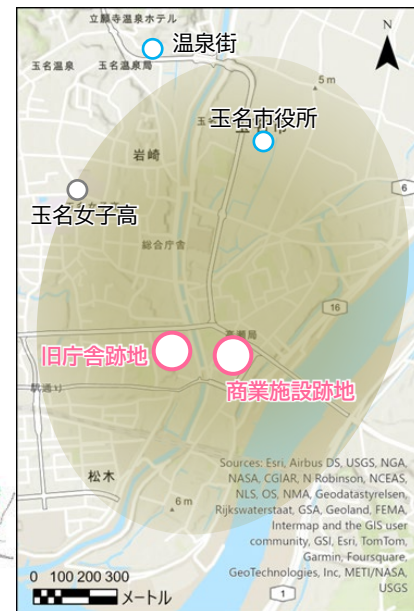 立願寺温泉ホテル
温泉街
N
玉名温泉
玉名温泉局
5 m
玉名市役所
岩崎
6
玉名女子高
総合庁舎
16
高瀬局
旧庁舎跡地
商業施設跡地
駅通り
松木
6 m
Sources: Esri, Airbus DS, USGS, NGA,
NASA, CGIAR, N Robinson, NCEAS,
NLS, OS, NMA, Geodatastyrelsen,
Rijkswaterstaat, GSA, Geoland, FEMA,
Intermap and the GIS user
community, GSI, Esri, TomTom,
Garmin, Foursquare,
GeoTechnologies, Inc, METI/NASA,
USGS
0 100 200 300
メートル
1